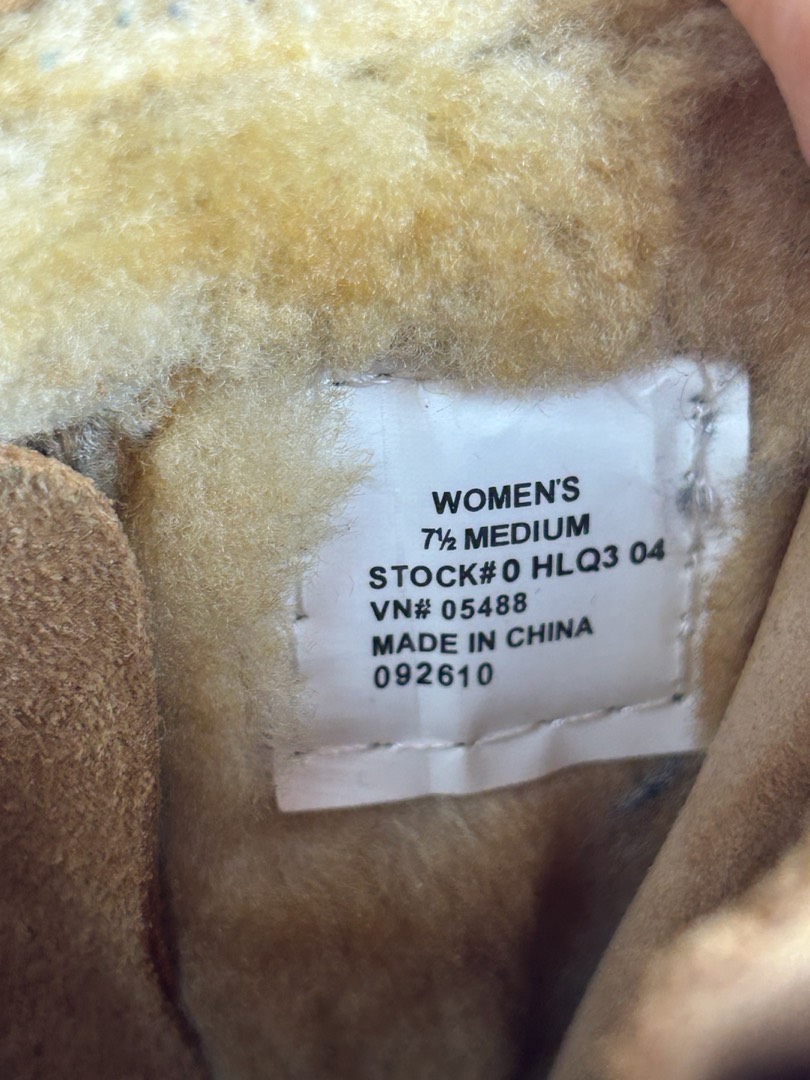 WOMEN'S
7½ MEDIUM
STOCK# 0 HLQ3 04
VN# 05488
MADE IN CHINA
092610